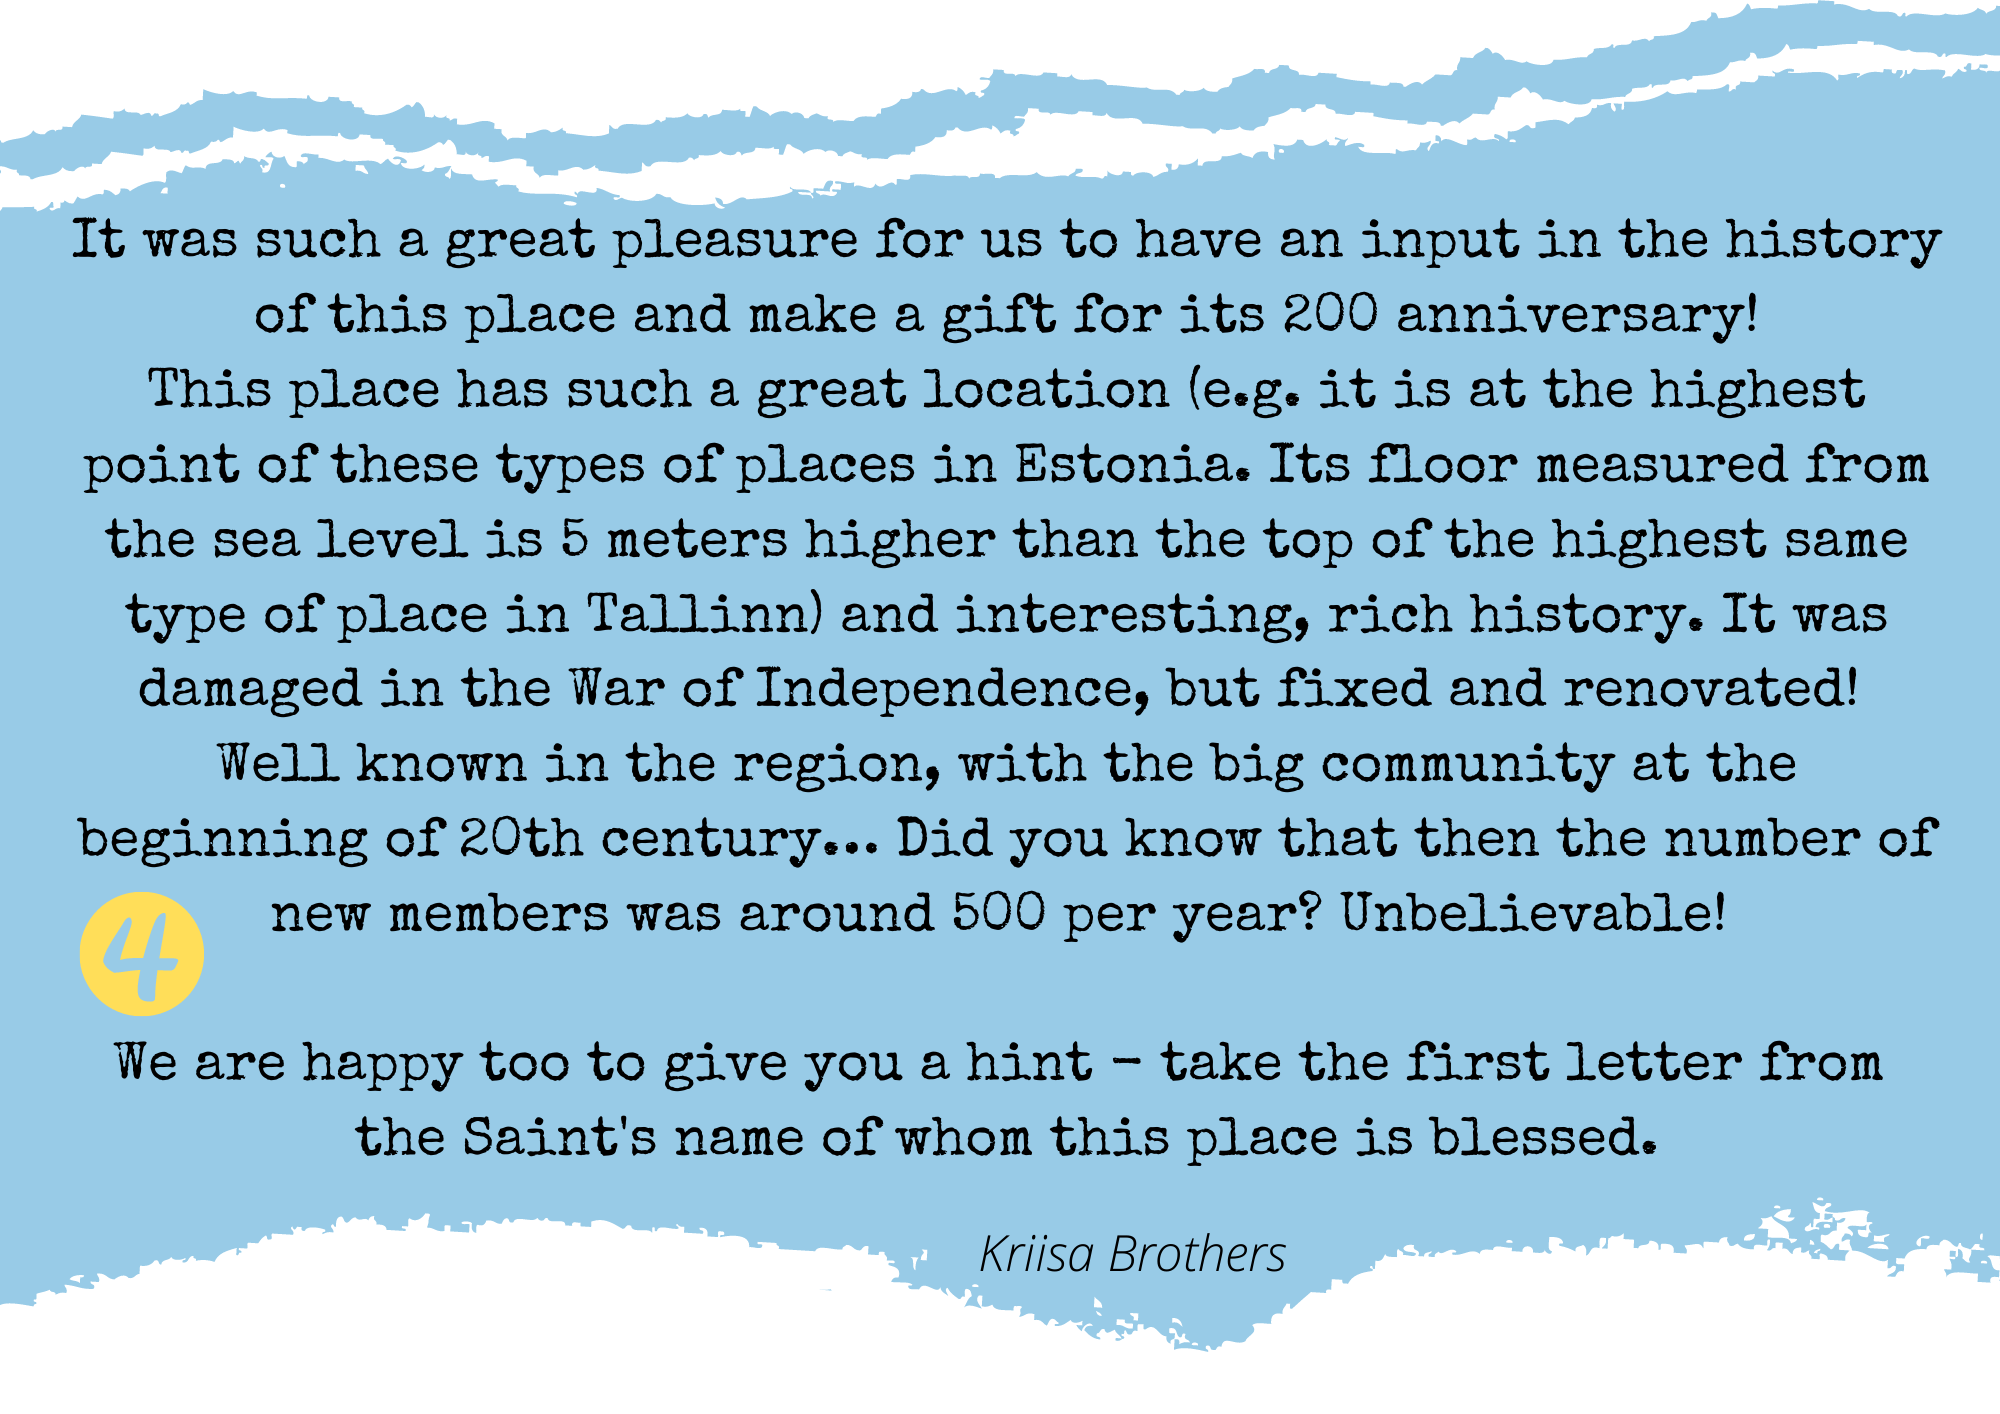 It was such a great pleasure for us to have an input in the history
of this place and make a gift for its 200 anniversary!
This place has such a great location (e.g. it is at the highest
point of these types of places in Estonia. Its floor measured from
the sea level is 5 meters higher than the top of the highest same
type of place in Tallinn) and interesting, rich history. It was
damaged in the War of Independence, but fixed and renovated!
Well known in the region, with the big community at the
beginning of 20th century... Did you know that then the number of
new members was around 500 per year? Unbelievable!
4
We are happy too to give you a hint - take the first letter from
the Saint's name of whom this place is blessed.
Kriisa Brothers